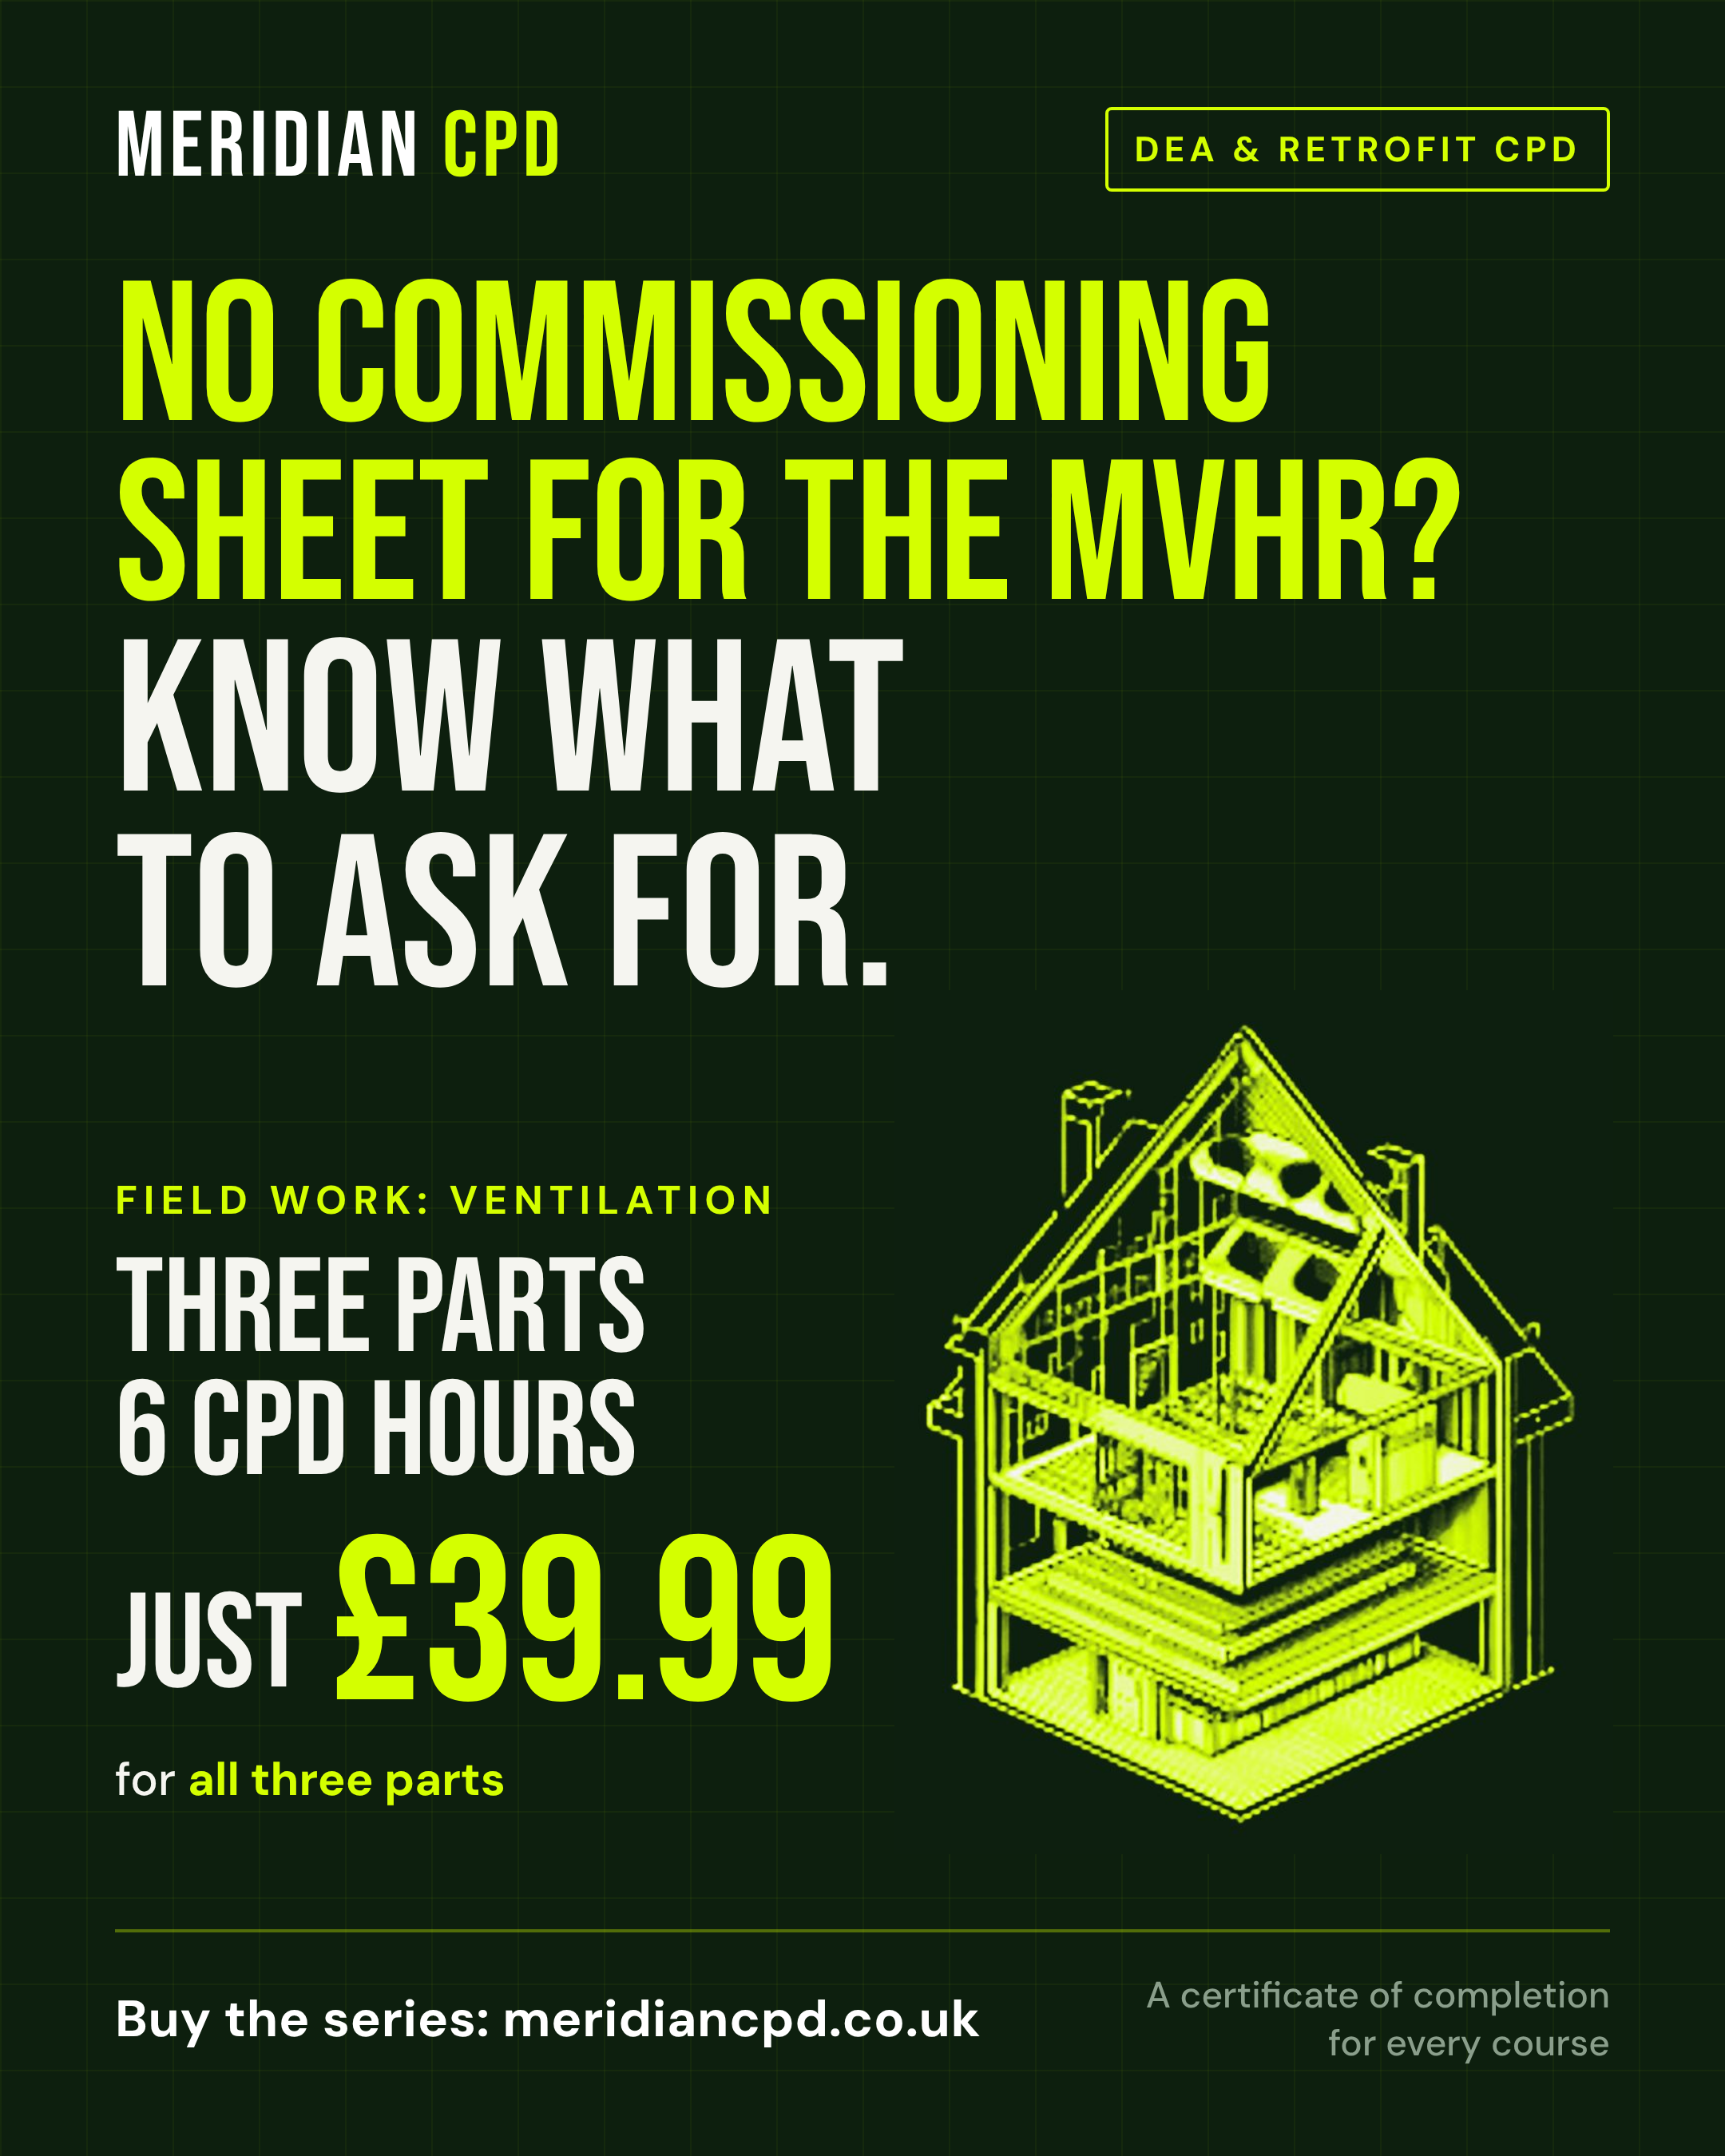 MERIDIAN CPD
DEA & RETROFIT CPD
NO COMMISSIONING
SHEET FOR THE MVHR?
KNOW WHAT
TO ASK FOR.
FIELD WORK: VENTILATION
THREE PARTS
6 CPD HOURS
JUST £39.99
for all three parts
Buy the series: meridiancpd.co.uk
A certificate of completion
for every course